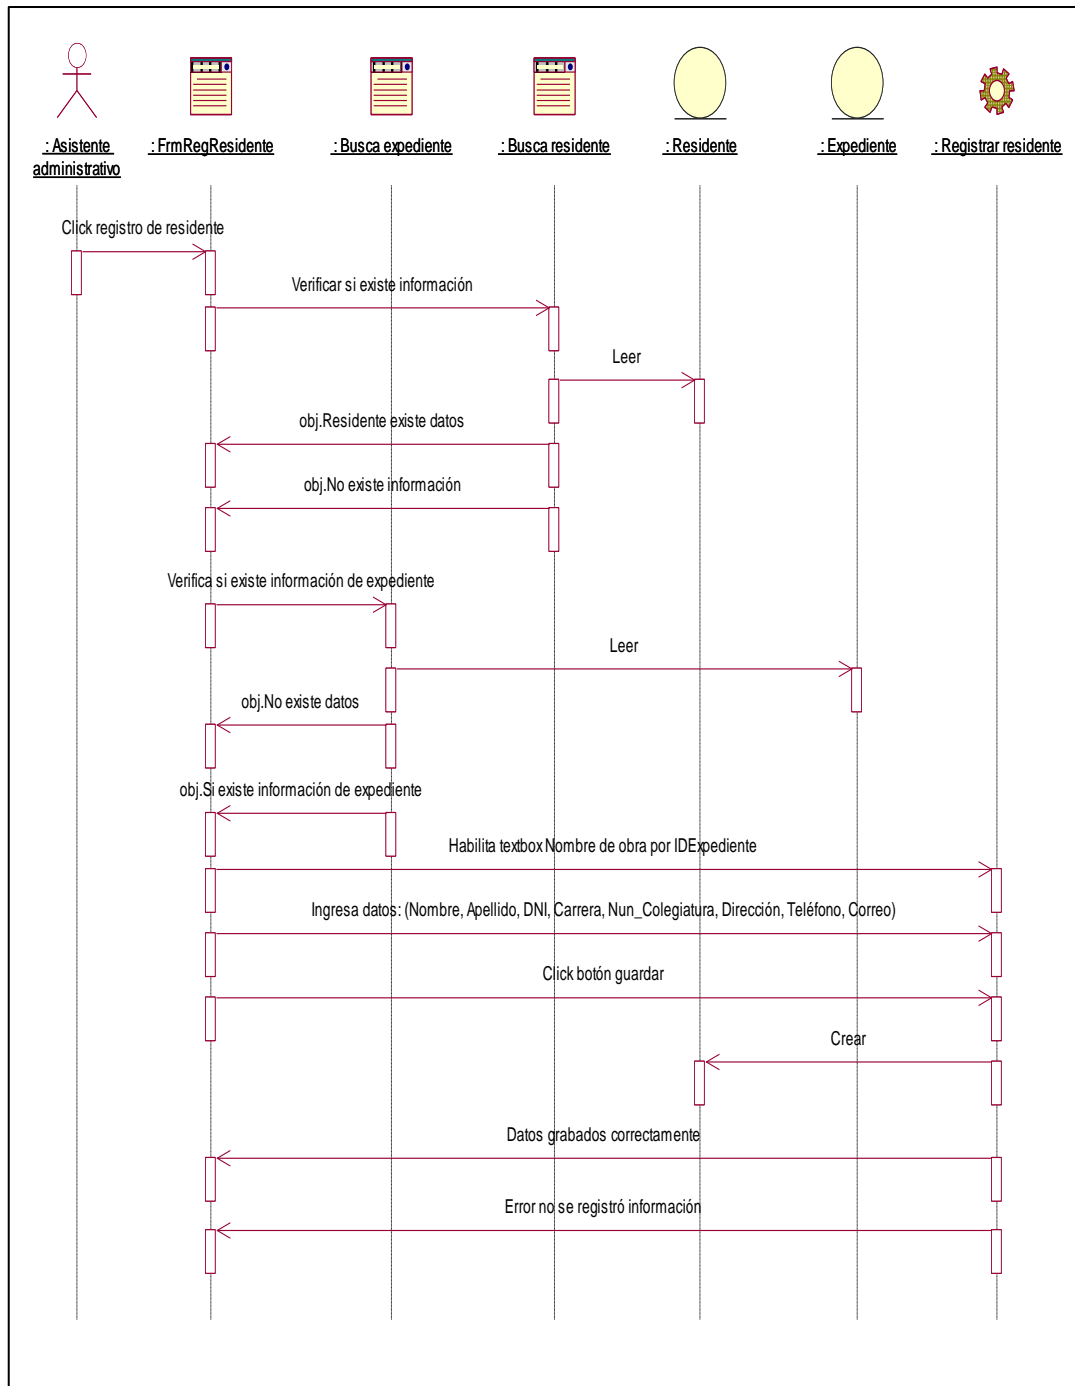 : Asistente
administrativo
: FrmRegResidente
: Busca expediente
: Busca residente
: Residente
: Expediente
: Registrar residente
Click registro de residente
Verificar si existe información
Leer
obj.Residente existe datos
obj.No existe información
Verifica si existe información de expediente
Leer
obj.No existe datos
obj.Si existe información de expediente
Habilita textbox Nombre de obra por IDExpediente
Ingresa datos: (Nombre, Apellido, DNI, Carrera, Nun_Colegiatura, Dirección, Teléfono, Correo)
Click botón guardar
Crear
Datos grabados correctamente
Error no se registró información